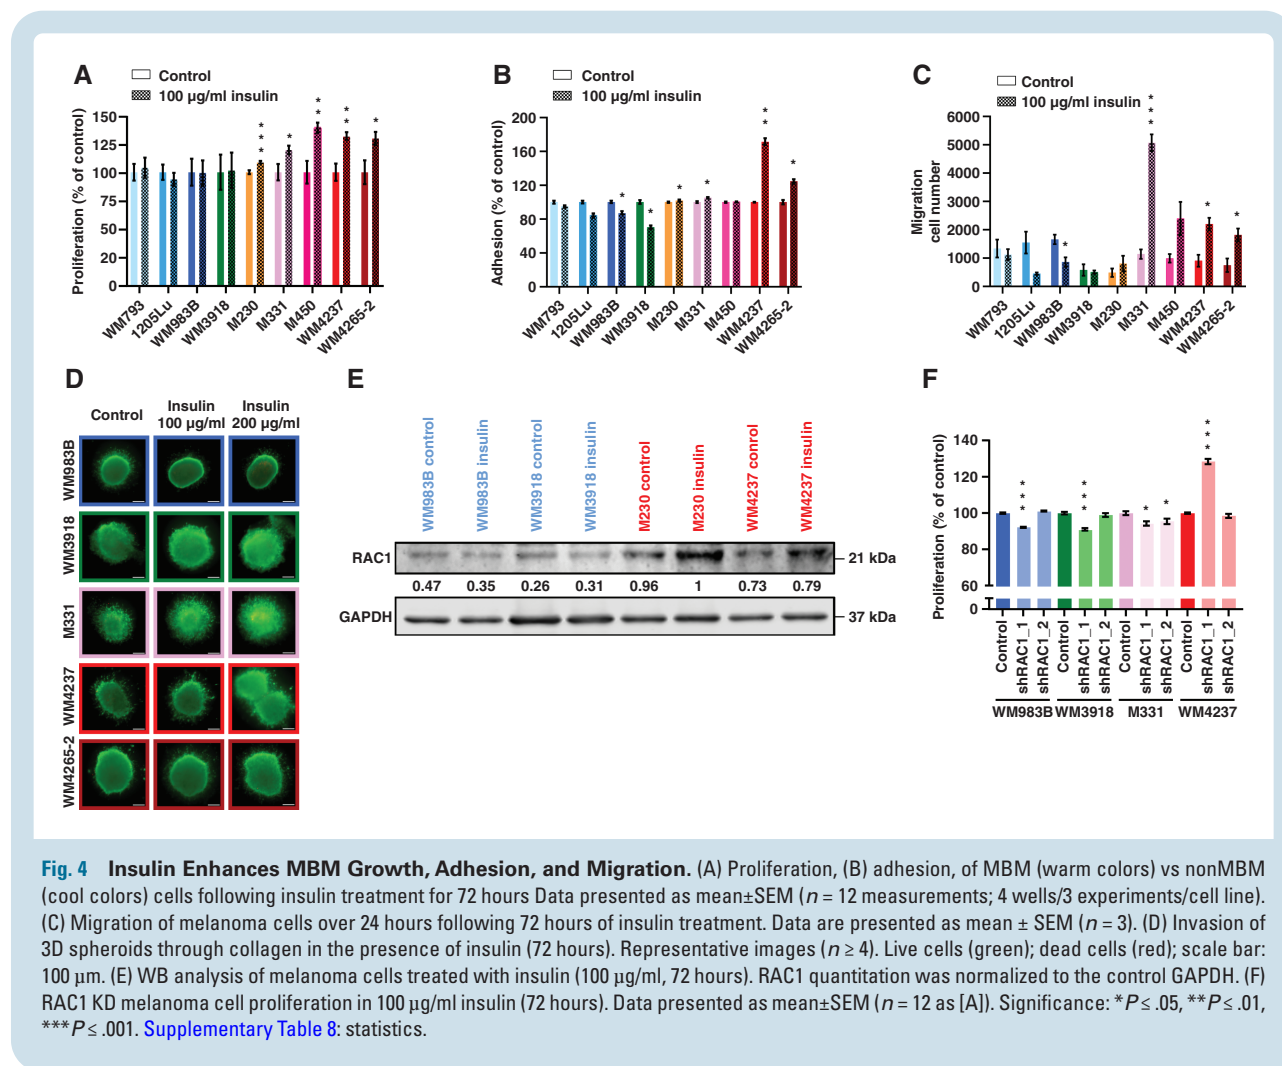 A
Control
100 µg/ml insulin
Proliferation (% of control)
150
125
100
75
50
20
0
***
*
**
**
*
WM793
1205Lu
WM983B
WM3918
M230
M331
M450
WM4237
WM4265-2
B
Control
100 µg/ml insulin
Adhesion (% of control)
200
160
120
80
40
0
*
*
*
*
**
*
WM793
1205Lu
WM983B
WM3918
M230
M331
M450
WM4237
WM4265-2
C
Control
100 µg/ml insulin
Migration
cell number
6000
5000
4000
3000
2000
1000
0
*
***
*
*
WM793
1205Lu
WM983B
WM3918
M230
M331
M450
WM4237
WM4265-2
D
Control
Insulin
100 µg/ml
Insulin
200 µg/ml
WM983B
WM3918
M331
WM4237
WM4265-2
E
WM983B control
WM983B insulin
WM3918 control
WM3918 insulin
M230 control
M230 insulin
WM4237 conrol
WM4237 insulin
RAC1
21 kDa
0.47 0.35 0.26 0.31 0.96 1 0.73 0.79
GAPDH
37 kDa
F
Proliferation (% of control)
140
120
100
80
60
0
***
***
*
*
***
Control
shRAC1_1
shRAC1_2
Control
shRAC1_1
shRAC1_2
Control
shRAC1_1
shRAC1_2
Control
shRAC1_1
shRAC1_2
WM983B WM3918 M331 WM4237
Fig. 4 Insulin Enhances MBM Growth, Adhesion, and Migration. (A) Proliferation, (B) adhesion, of MBM (warm colors) vs nonMBM
(cool colors) cells following insulin treatment for 72 hours Data presented as mean±SEM (n = 12 measurements; 4 wells/3 experiments/cell line).
(C) Migration of melanoma cells over 24 hours following 72 hours of insulin treatment. Data are presented as mean ± SEM (n = 3). (D) Invasion of
3D spheroids through collagen in the presence of insulin (72 hours). Representative images (n ≥ 4). Live cells (green); dead cells (red); scale bar:
100 µm. (E) WB analysis of melanoma cells treated with insulin (100 µg/ml, 72 hours). RAC1 quantitation was normalized to the control GAPDH. (F)
RAC1 KD melanoma cell proliferation in 100 µg/ml insulin (72 hours). Data presented as mean±SEM (n = 12 as [A]). Significance: *P ≤ .05, **P ≤ .01,
***P ≤ .001. Supplementary Table 8: statistics.